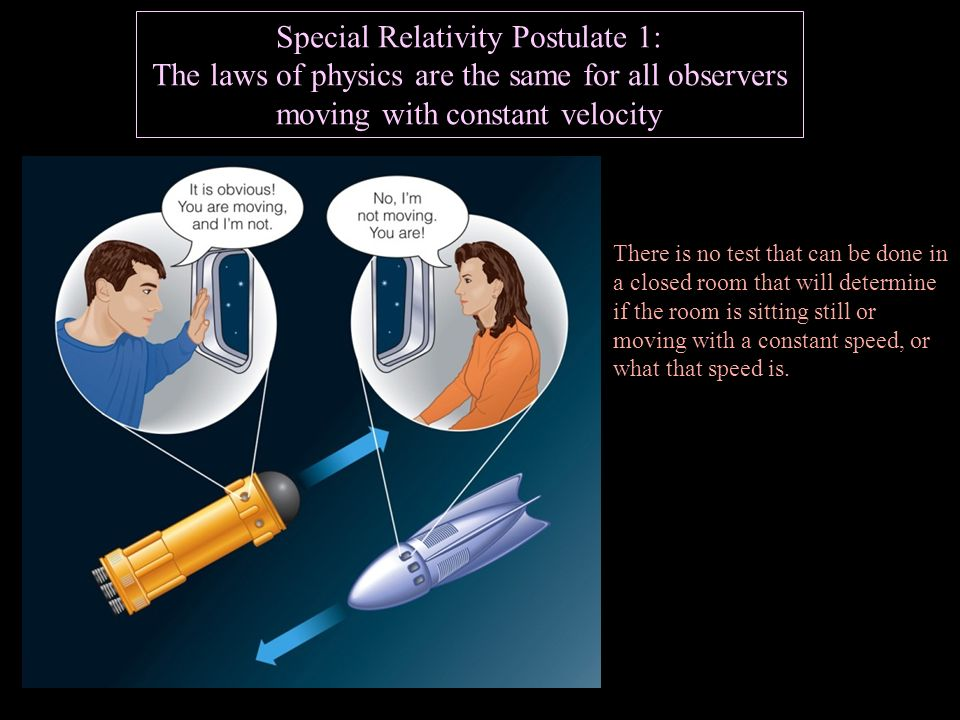 Special Relativity Postulate 1:
The laws of physics are the same for all observers
moving with constant velocity
It is obvious!
You are moving,
and I'm not.
No, I'm
not moving.
You are!
There is no test that can be done in
a closed room that will determine
if the room is sitting still or
moving with a constant speed, or
what that speed is.